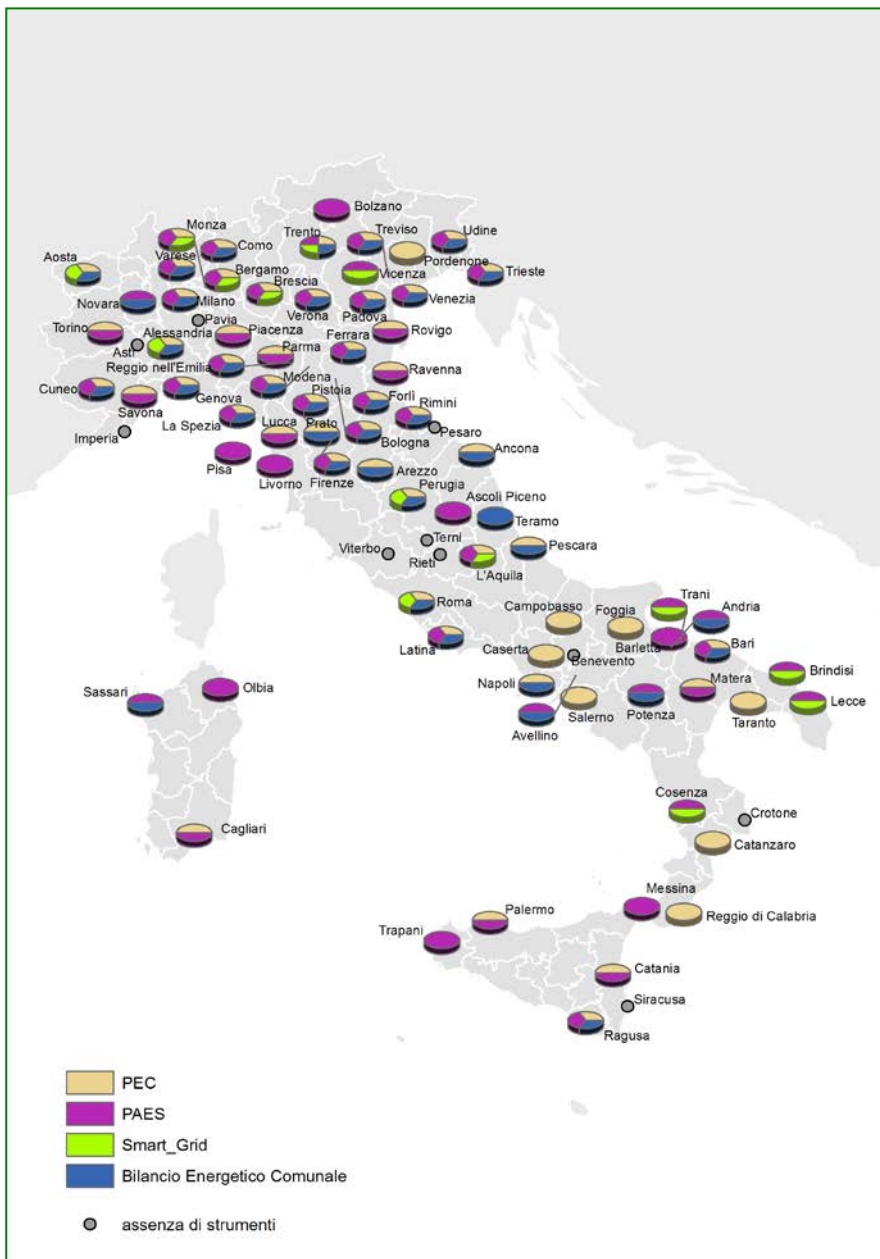 Bolzano
Monza
Trento
Treviso
Udine
Como
Aosta
Varese
Pordenone
Bergamo
Vicenza
Trieste
Brescia
Novara
Milano
Verona
Padova
Venezia
Pavia
Torino
Alessandria
Piacenza
Ferrara
Rovigo
Asti
Parma
Reggio nell'Emilia
Ravenna
Cuneo
Modena
Genova
Pistoia
Forlì
Savona
Rimini
La Spezia
Lucca
Prato
Imperia
Pesaro
Bologna
Ancona
Pisa
Livorno
Firenze
Arezzo
Perugia
Ascoli Piceno
Teramo
Terni
Viterbo
Rieti
Pescara
L'Aquila
Trani
Roma
Campobasso
Foggia
Andria
Latina
Caserta
Barletta
Bari
Benevento
Brindisi
Napoli
Matera
Sassari
Olbia
Salerno
Potenza
Lecce
Taranto
Avellino
Cosenza
Crotone
Cagliari
Catanzaro
Messina
Palermo
Reggio di Calabria
Trapani
Catania
Siracusa
Ragusa
PEC
PAES
Smart_Grid
Bilancio Energetico Comunale
assenza di strumenti